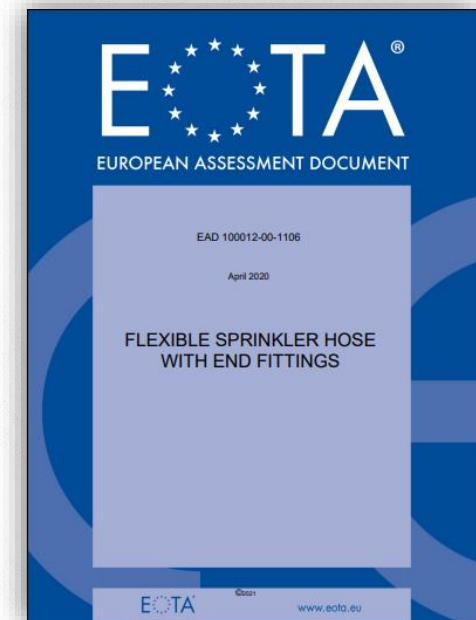 EOTA®
EUROPEAN ASSESSMENT DOCUMENT
EAD 100012-00-1106
April 2020
FLEXIBLE SPRINKLER HOSE
WITH END FITTINGS
©2021
EOTA
www.eota.eu